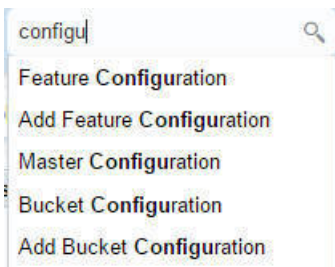 configu
Feature Configuration
Add Feature Configuration
Master Configuration
Bucket Configuration
Add Bucket Configuration